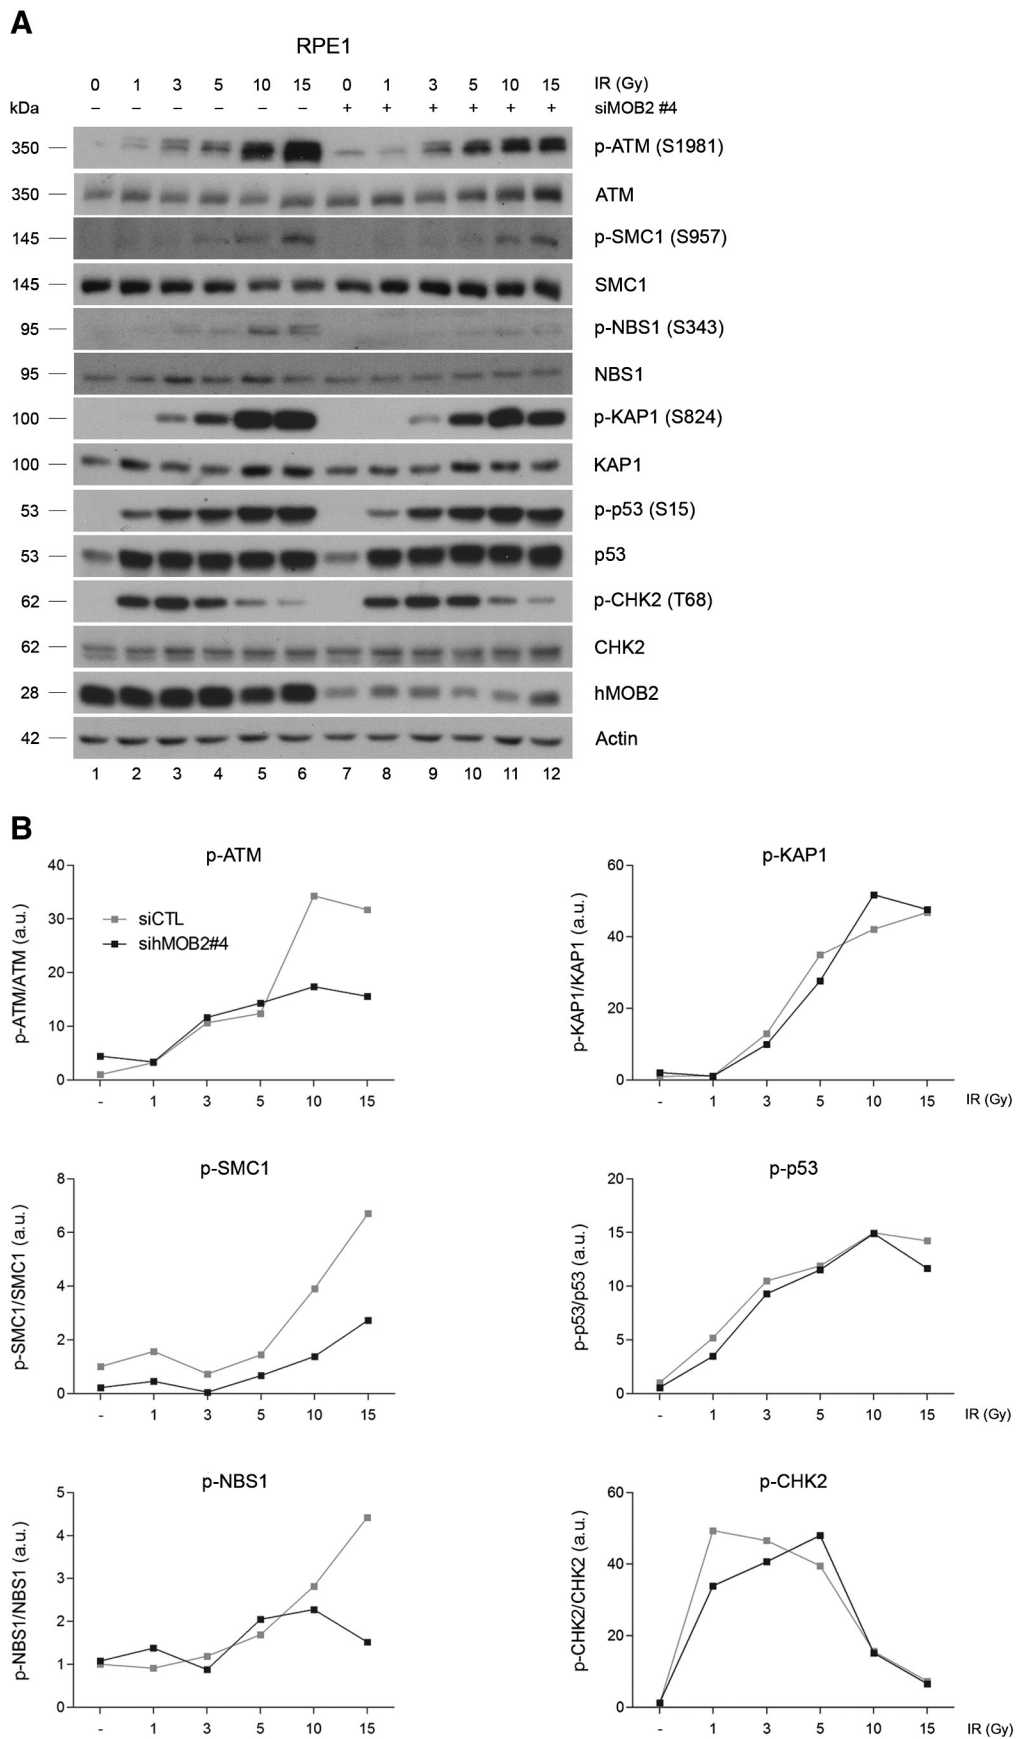 A
RPE1
0 1 3 5 10 15 0 1 3 5 10 15 IR (Gy)
kDa – – – – – – + + + + + + siMOB2 #4
350 — p-ATM (S1981)
350 — ATM
145 — p-SMC1 (S957)
145 — SMC1
95 — p-NBS1 (S343)
95 — NBS1
100 — p-KAP1 (S824)
100 — KAP1
53 — p-p53 (S15)
53 — p53
62 — p-CHK2 (T68)
62 — CHK2
28 — hMOB2
42 — Actin
1 2 3 4 5 6 7 8 9 10 11 12
B
p-ATM
p-ATM/ATM (a.u.)
40
30
20
10
0
siCTL
sihMOB2#4
- 1 3 5 10 15
p-KAP1
p-KAP1/KAP1 (a.u.)
60
40
20
0
- 1 3 5 10 15 IR (Gy)
p-SMC1
p-SMC1/SMC1 (a.u.)
8
6
4
2
0
- 1 3 5 10 15
p-p53
p-p53/p53 (a.u.)
20
15
10
5
0
- 1 3 5 10 15 IR (Gy)
p-NBS1
p-NBS1/NBS1 (a.u.)
5
4
3
2
1
0
- 1 3 5 10 15
p-CHK2
p-CHK2/CHK2 (a.u.)
60
40
20
0
- 1 3 5 10 15 IR (Gy)